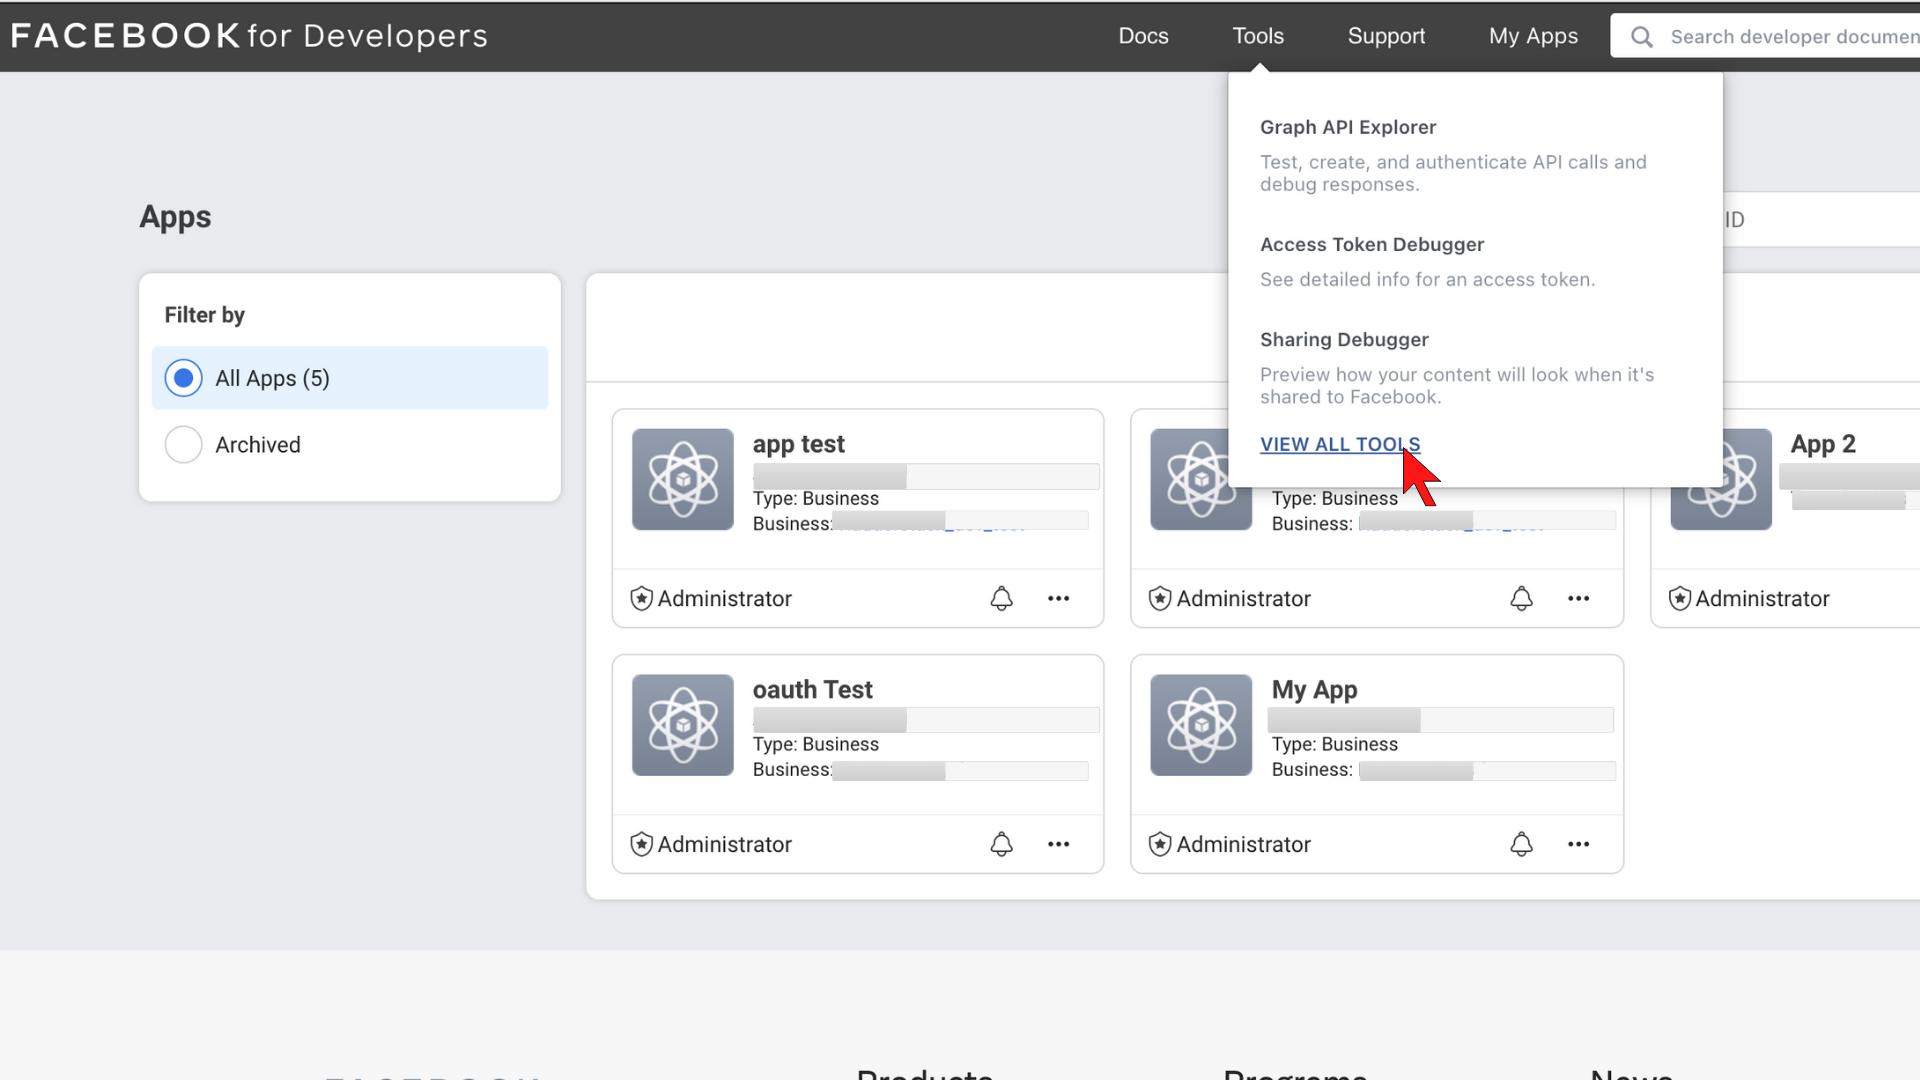 FACEBOOK for Developers
Docs
Tools
Support
My Apps
Search developer documen
Graph API Explorer
Test, create, and authenticate API calls and
debug responses.
Access Token Debugger
See detailed info for an access token.
Sharing Debugger
Preview how your content will look when it's
shared to Facebook.
VIEW ALL TOOLS
Apps
ID
Filter by
All Apps (5)
Archived
app test
Type: Business
Business:
Administrator
Type: Business
Business:
Administrator
App 2
Administrator
oauth Test
Type: Business
Business:
Administrator
My App
Type: Business
Business:
Administrator
FACEBOOK
Products
Programs
News